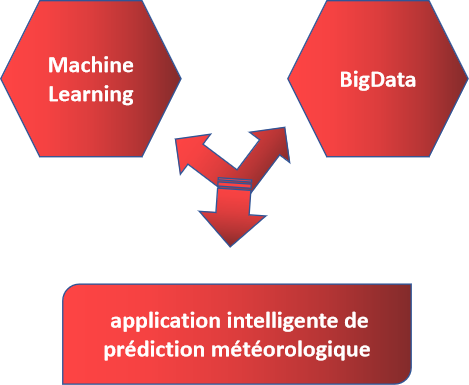 Machine
Learning
BigData
application intelligente de
prédiction météorologique